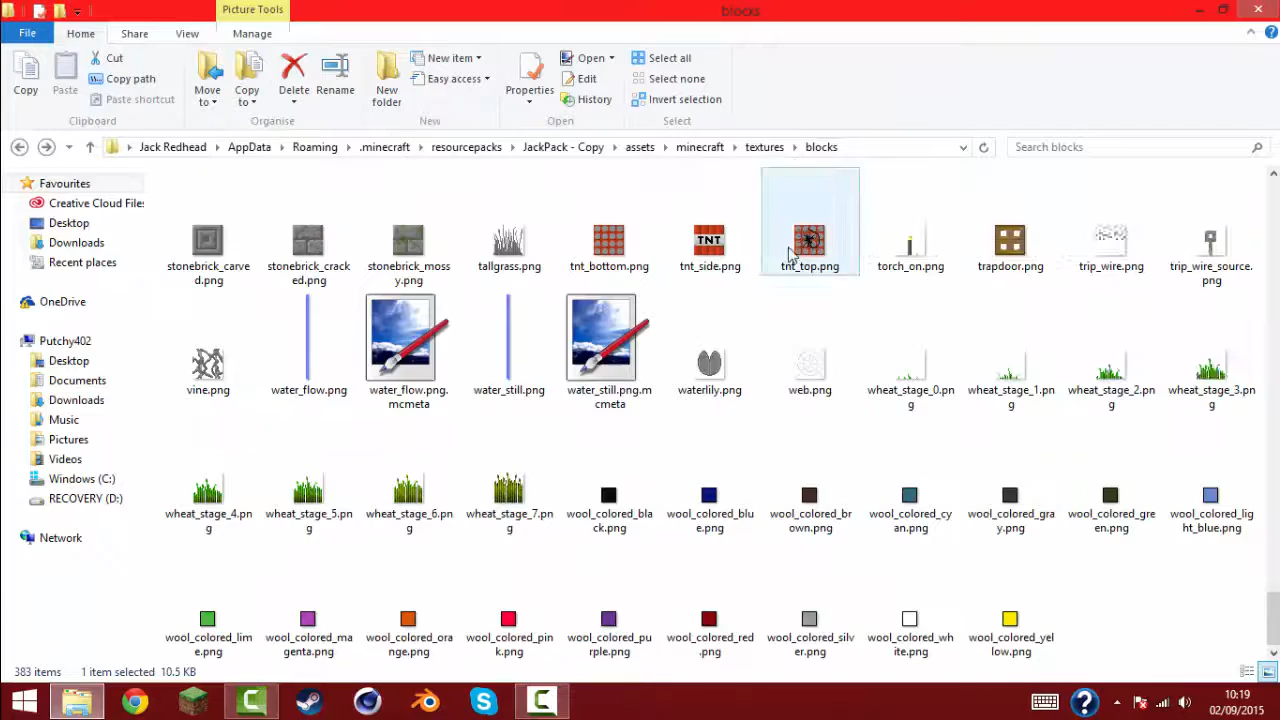 Picture Tools
blocks
File
Home
Share
View
Manage
Copy
Paste
Cut
Copy path
Paste shortcut
Clipboard
Move to
Copy to
Delete
Rename
Organise
New folder
New item
Easy access
New
Properties
Open
Edit
History
Open
Select all
Select none
Invert selection
Select
Jack Redhead
AppData
Roaming
.minecraft
resourcepacks
JackPack - Copy
assets
minecraft
textures
blocks
Search blocks
Favourites
Creative Cloud Files
Desktop
Downloads
Recent places
OneDrive
Putchy402
Desktop
Documents
Downloads
Music
Pictures
Videos
Windows (C:)
RECOVERY (D:)
Network
TNT
stonebrick_carved.png
stonebrick_cracked.png
stonebrick_mossy.png
tallgrass.png
tnt_bottom.png
tnt_side.png
tnt_top.png
torch_on.png
trapdoor.png
trip_wire.png
trip_wire_source.png
vine.png
water_flow.png
water_flow.png.mcmeta
water_still.png
water_still.png.mcmeta
waterlily.png
web.png
wheat_stage_0.png
wheat_stage_1.png
wheat_stage_2.png
wheat_stage_3.png
wheat_stage_4.png
wheat_stage_5.png
wheat_stage_6.png
wheat_stage_7.png
wool_colored_black.png
wool_colored_blue.png
wool_colored_brown.png
wool_colored_cyan.png
wool_colored_gray.png
wool_colored_green.png
wool_colored_light_blue.png
wool_colored_lime.png
wool_colored_magenta.png
wool_colored_orange.png
wool_colored_pink.png
wool_colored_purple.png
wool_colored_red.png
wool_colored_silver.png
wool_colored_white.png
wool_colored_yellow.png
383 items
1 item selected 10.5 KB
10:19
02/09/2015